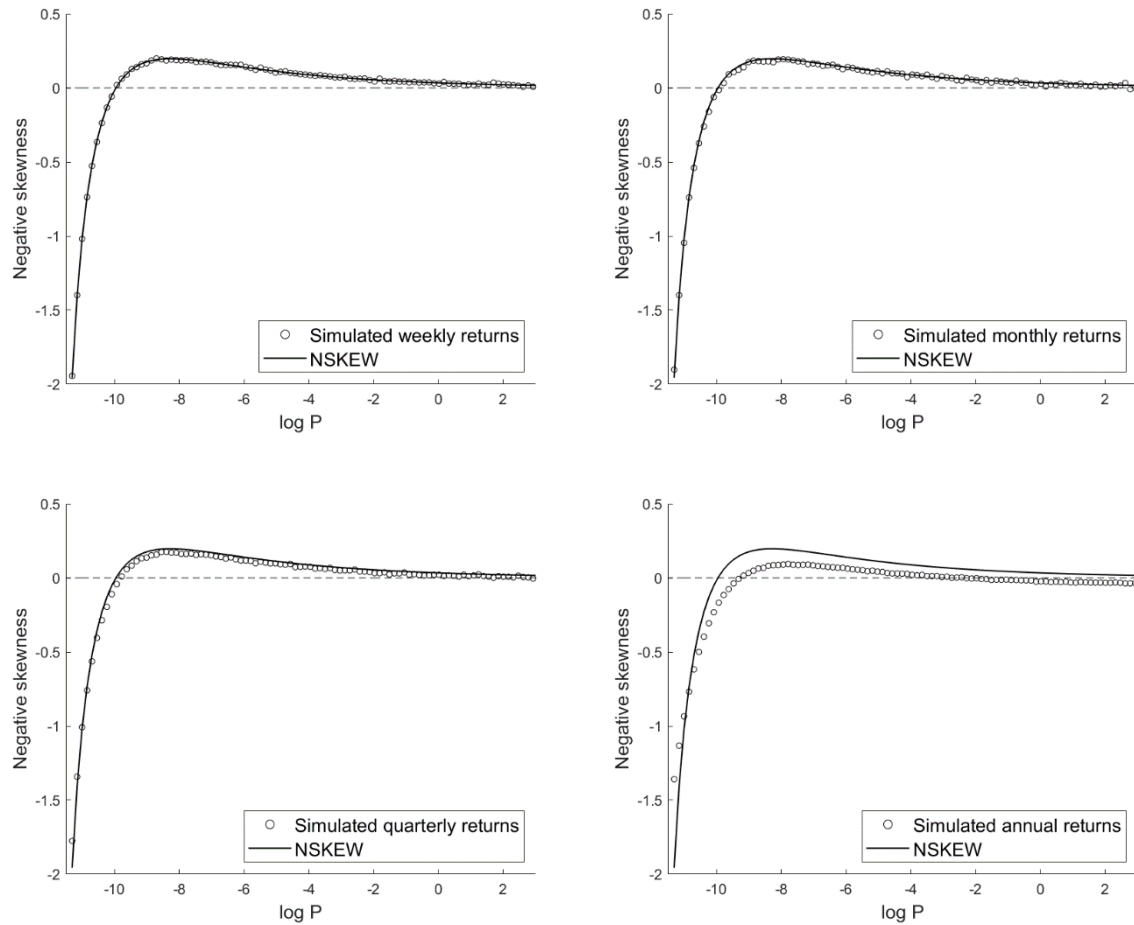 0.5
0
-0.5
-1
-1.5
-2
Negative skewness
-10 -8 -6 -4 -2 0 2
log P
Simulated weekly returns
NSKEW
0.5
0
-0.5
-1
-1.5
-2
Negative skewness
-10 -8 -6 -4 -2 0 2
log P
Simulated monthly returns
NSKEW
0.5
0
-0.5
-1
-1.5
-2
Negative skewness
-10 -8 -6 -4 -2 0 2
log P
Simulated quarterly returns
NSKEW
0.5
0
-0.5
-1
-1.5
-2
Negative skewness
-10 -8 -6 -4 -2 0 2
log P
Simulated annual returns
NSKEW